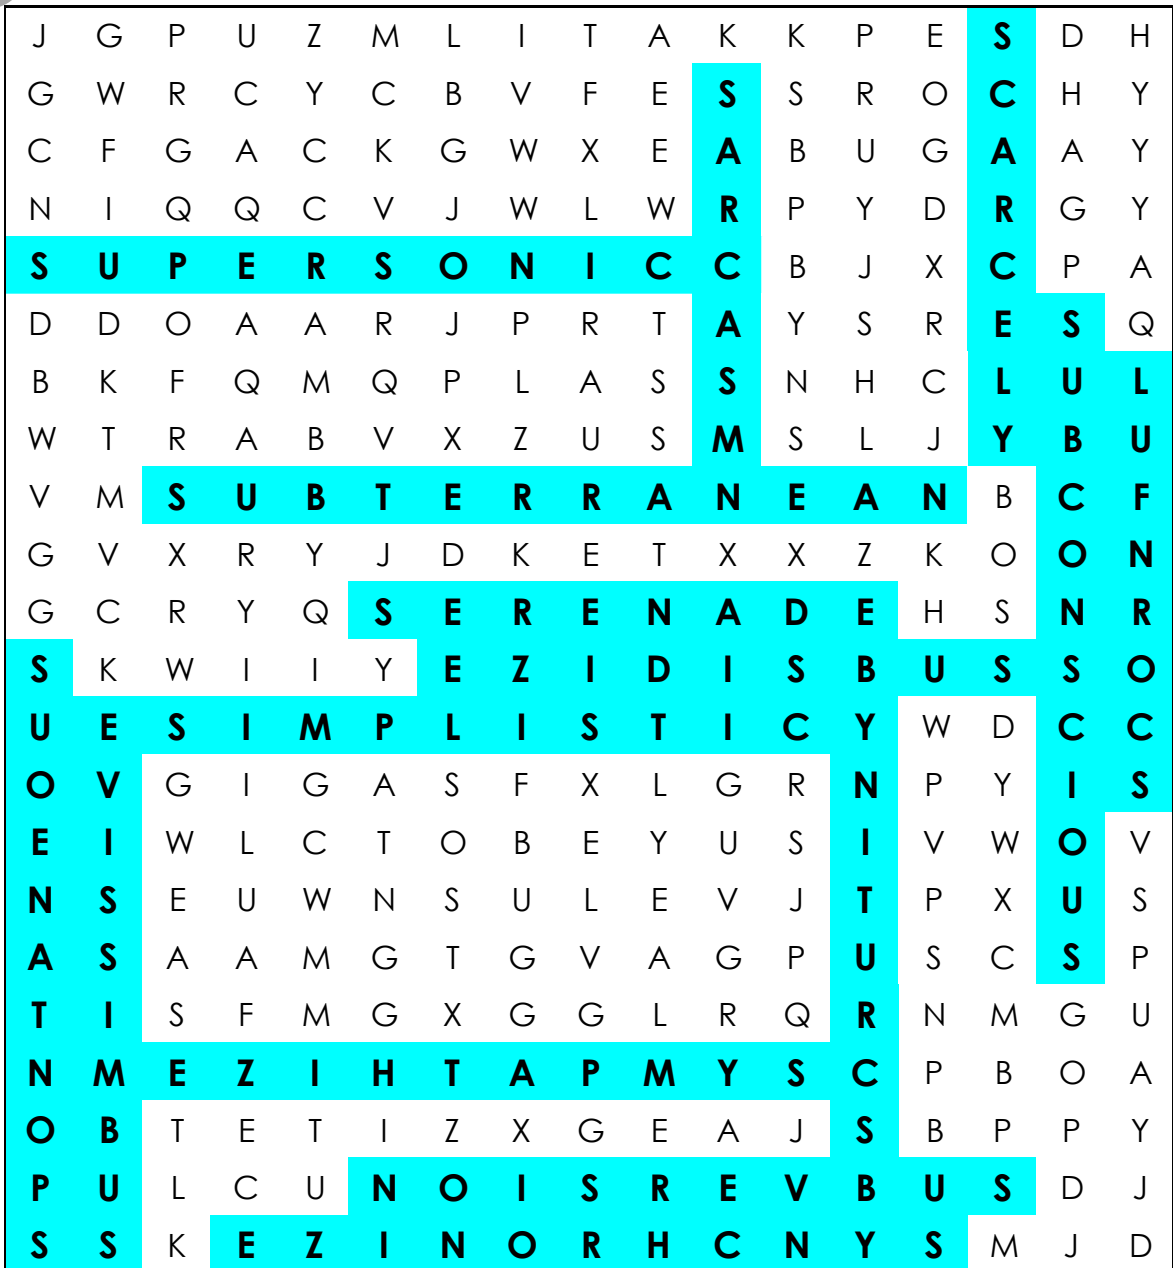 J G P U Z M L I T A K K P E S D H
G W R C Y C B V F E S S R O C H Y
C F G A C K G W X E A B U G A A Y
N I Q Q C V J W L W R P Y D R G Y
S U P E R S O N I C C B J X C P A
D D O A A R J P R T A Y S R E S Q
B K F Q M Q P L A S S N H C L U L
W T R A B V X Z U S M S L J Y B U
V M S U B T E R R A N E A N B C F
G V X R Y J D K E T X X Z K O O N
G C R Y Q S E R E N A D E H S N R
S K W I I Y E Z I D I S B U S S O
U E S I M P L I S T I C Y W D C C
O V G I G A S F X L G R N P Y I S
E I W L C T O B E Y U S I V W O V
N S E U W N S U L E V J T P X U S
A S A A M G T G V A G P U S C S P
T I S F M G X G G L R Q R N M G U
N M E Z I H T A P M Y S C P B O A
O B T E T I Z X G E A J S B P P Y
P U L C U N O I S R E V B U S D J
S S K E Z I N O R H C N Y S M J D